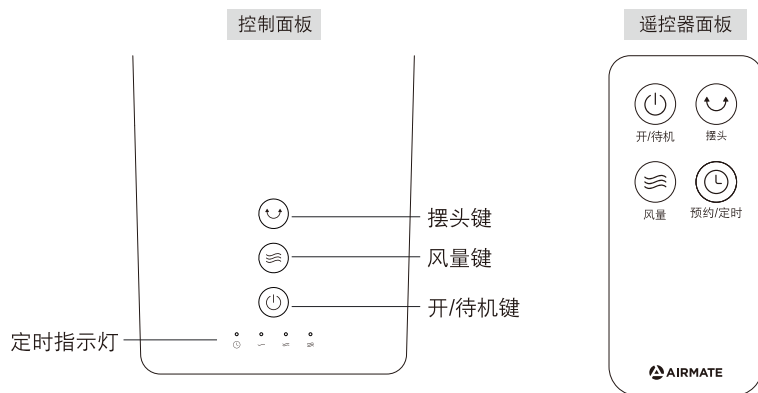 控制面板
遥控器面板
开/待机
摆头
风量
预约/定时
摆头键
风量键
开/待机键
定时指示灯
AIRMATE